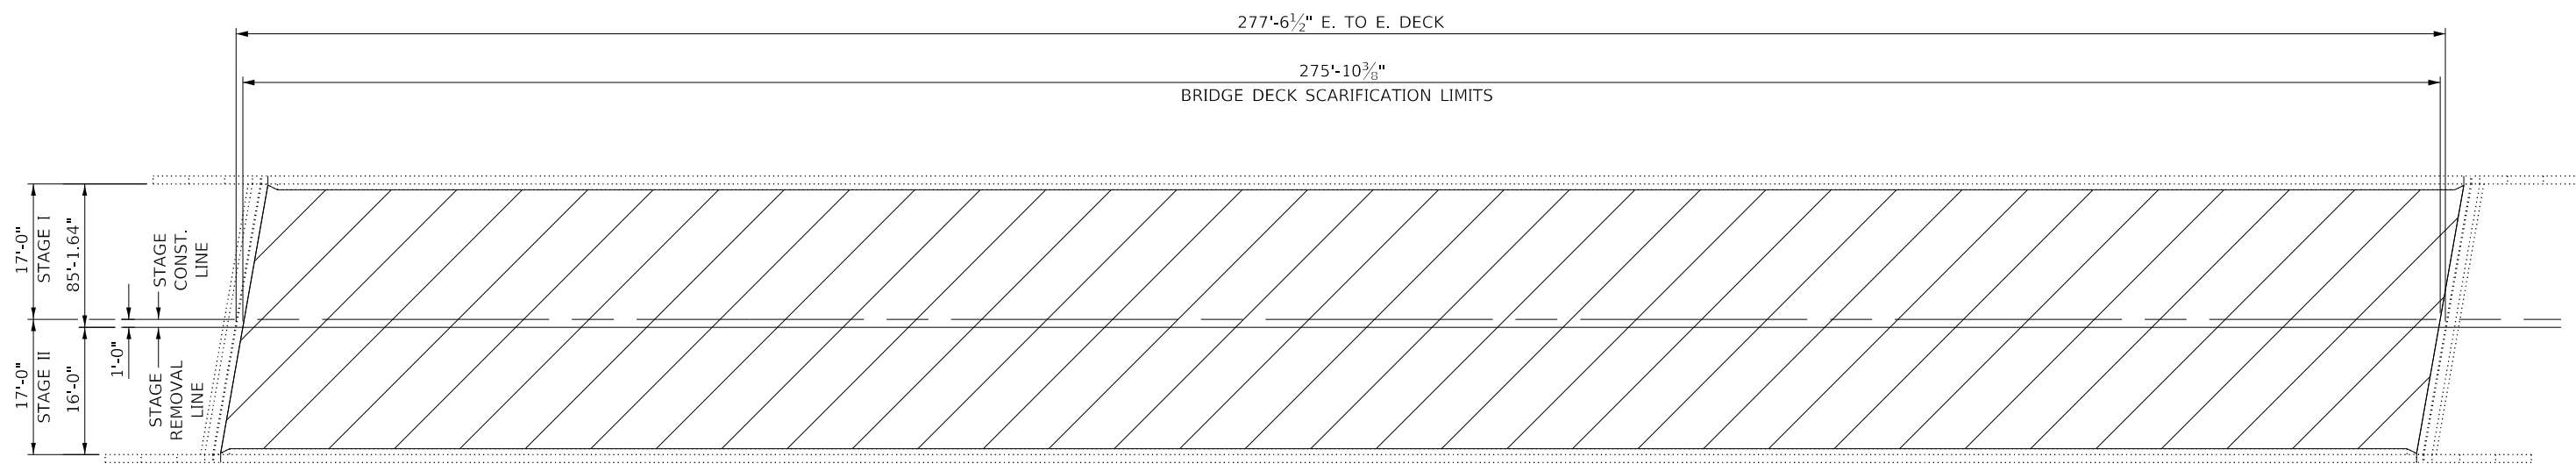 277'-6½" E. TO E. DECK
275'-10⅜"
BRIDGE DECK SCARIFICATION LIMITS
17'-0"
STAGE I
85'-1.64"
STAGE
CONST.
LINE
17'-0"
STAGE II
16'-0"
1'-0"
STAGE
REMOVAL
LINE